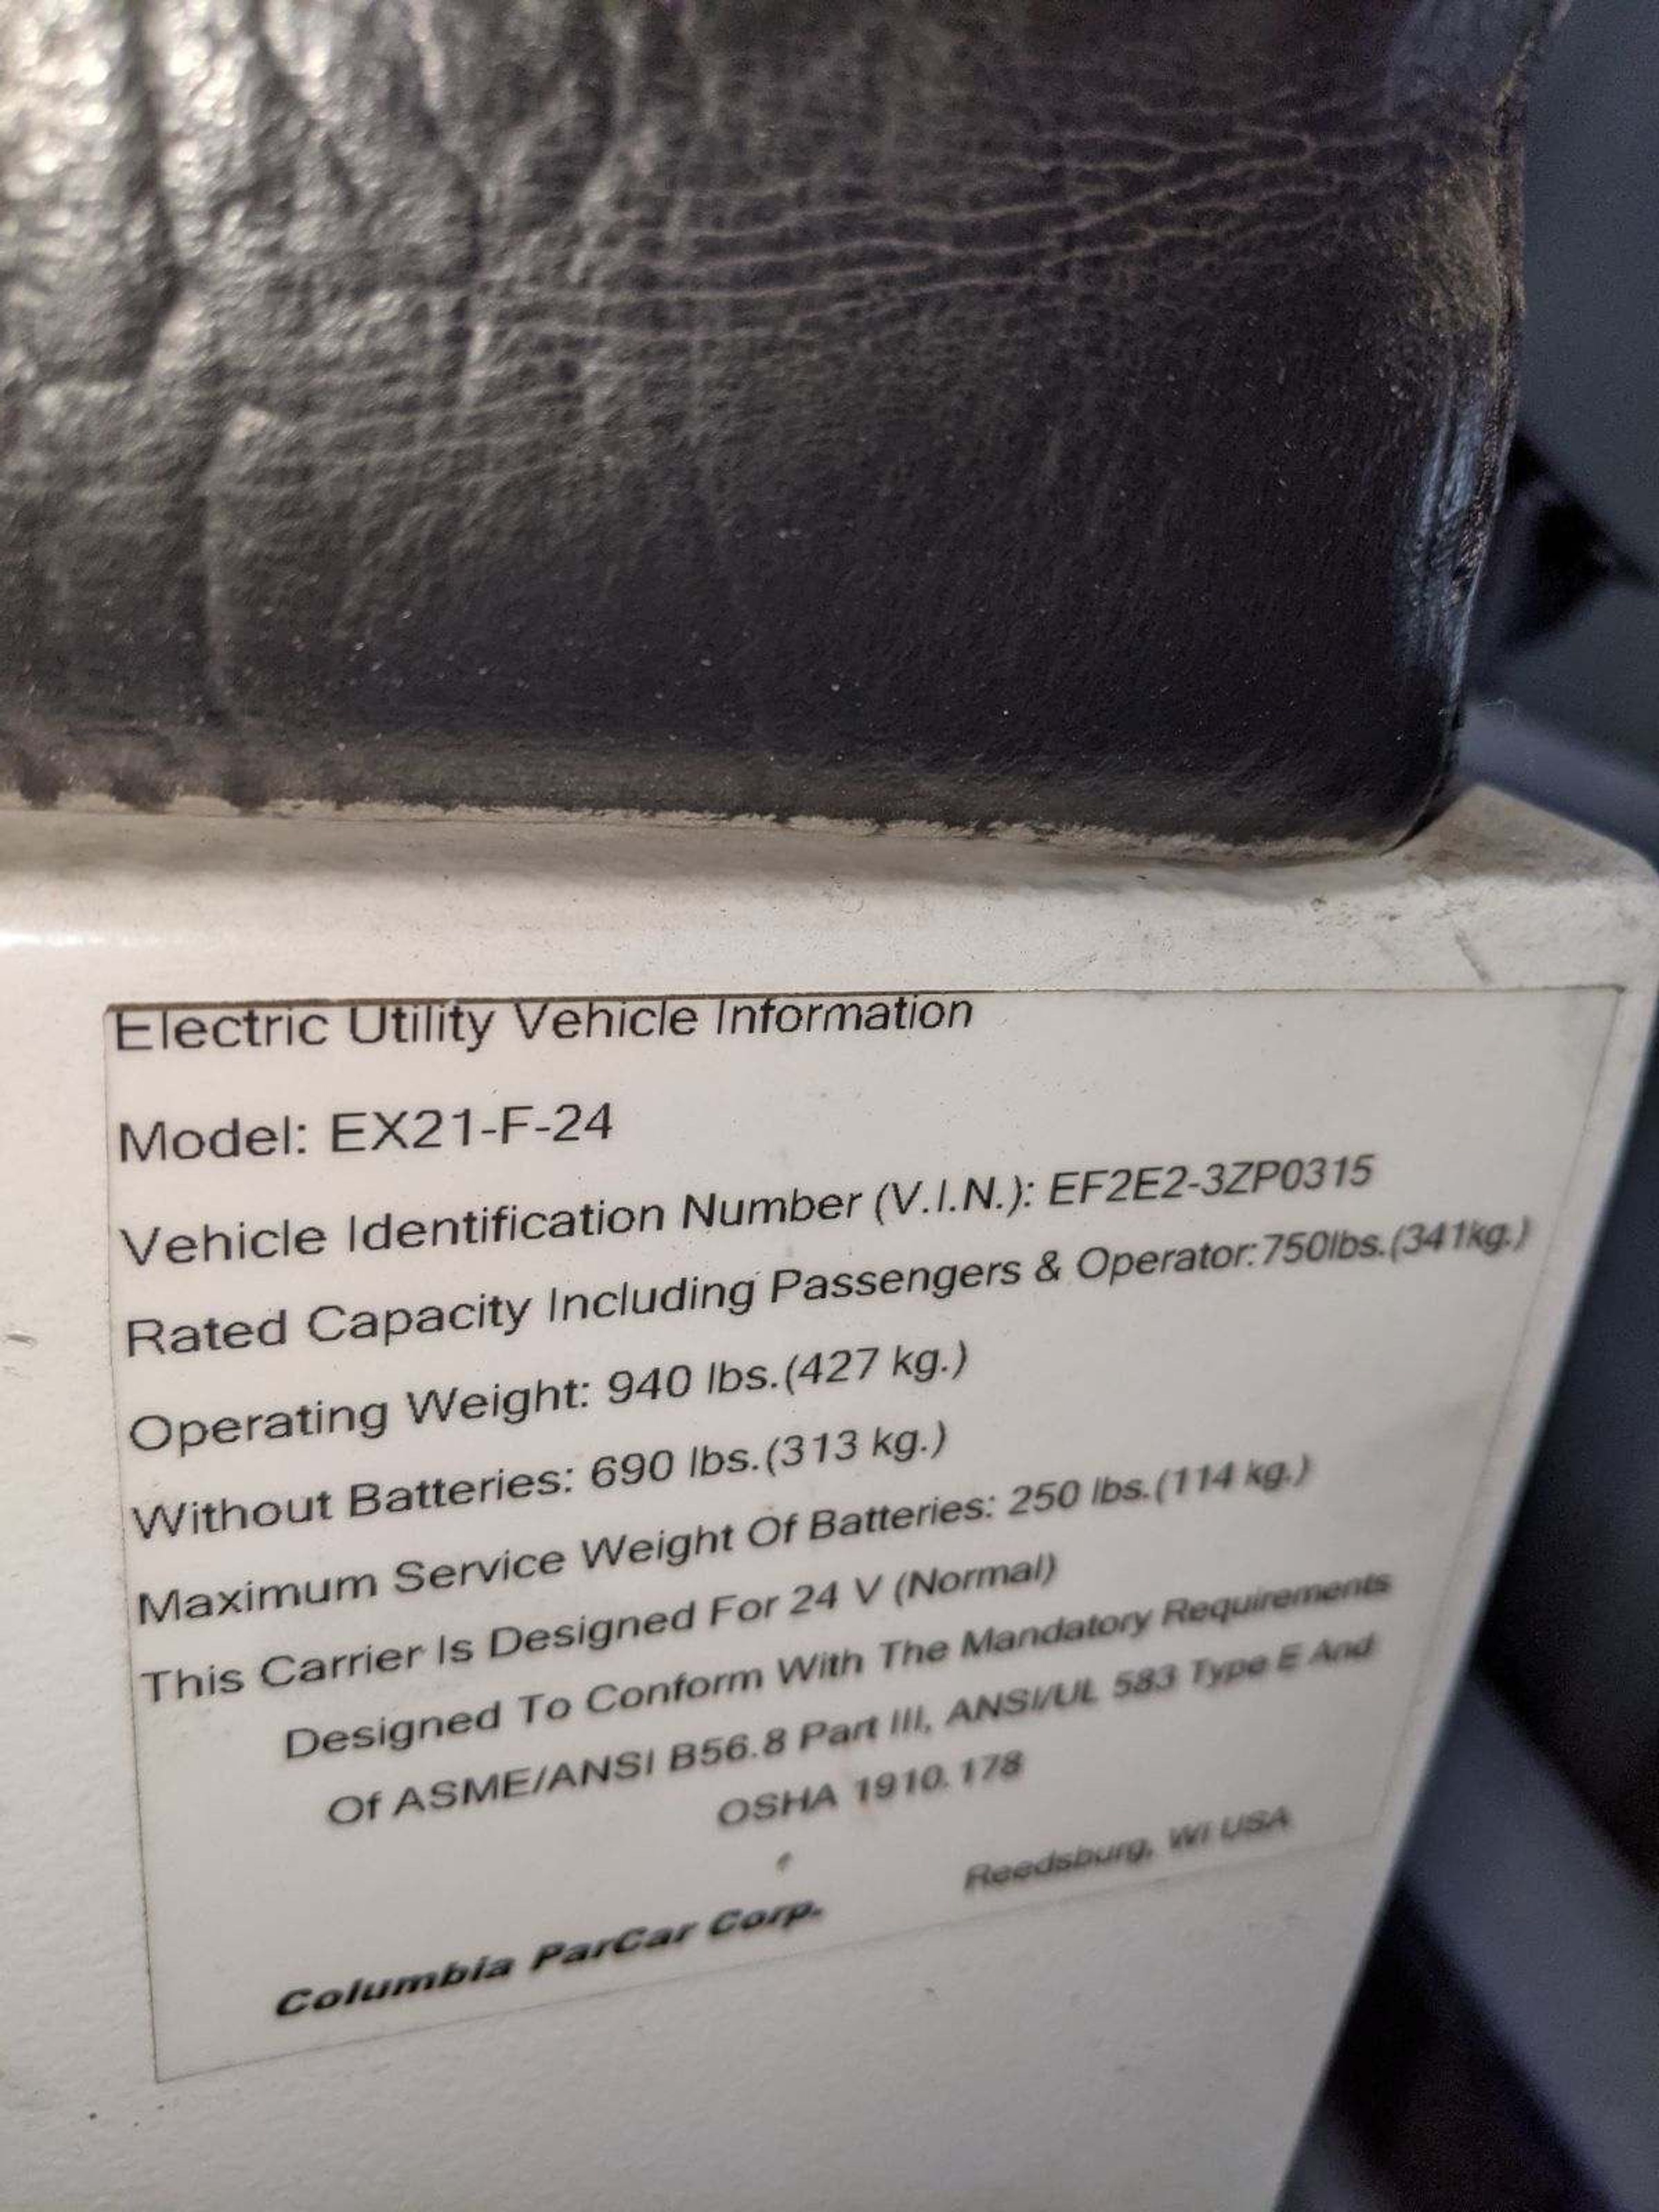 Electric Utility Vehicle Information
Model: EX21-F-24
Vehicle Identification Number (V.I.N.): EF2E2-3ZP0315
Rated Capacity Including Passengers & Operator:750lbs.(341kg.)
Operating Weight: 940 lbs.(427 kg.)
Without Batteries: 690 lbs.(313 kg.)
Maximum Service Weight Of Batteries: 250 lbs.(114 kg.)
This Carrier Is Designed For 24 V (Normal)
Designed To Conform With The Mandatory Requirements
Of ASME/ANSI B56.8 Part III, ANSI/UL 583 Type E And
OSHA 1910.178
Columbia ParCar Corp. Reedsburg, WI USA